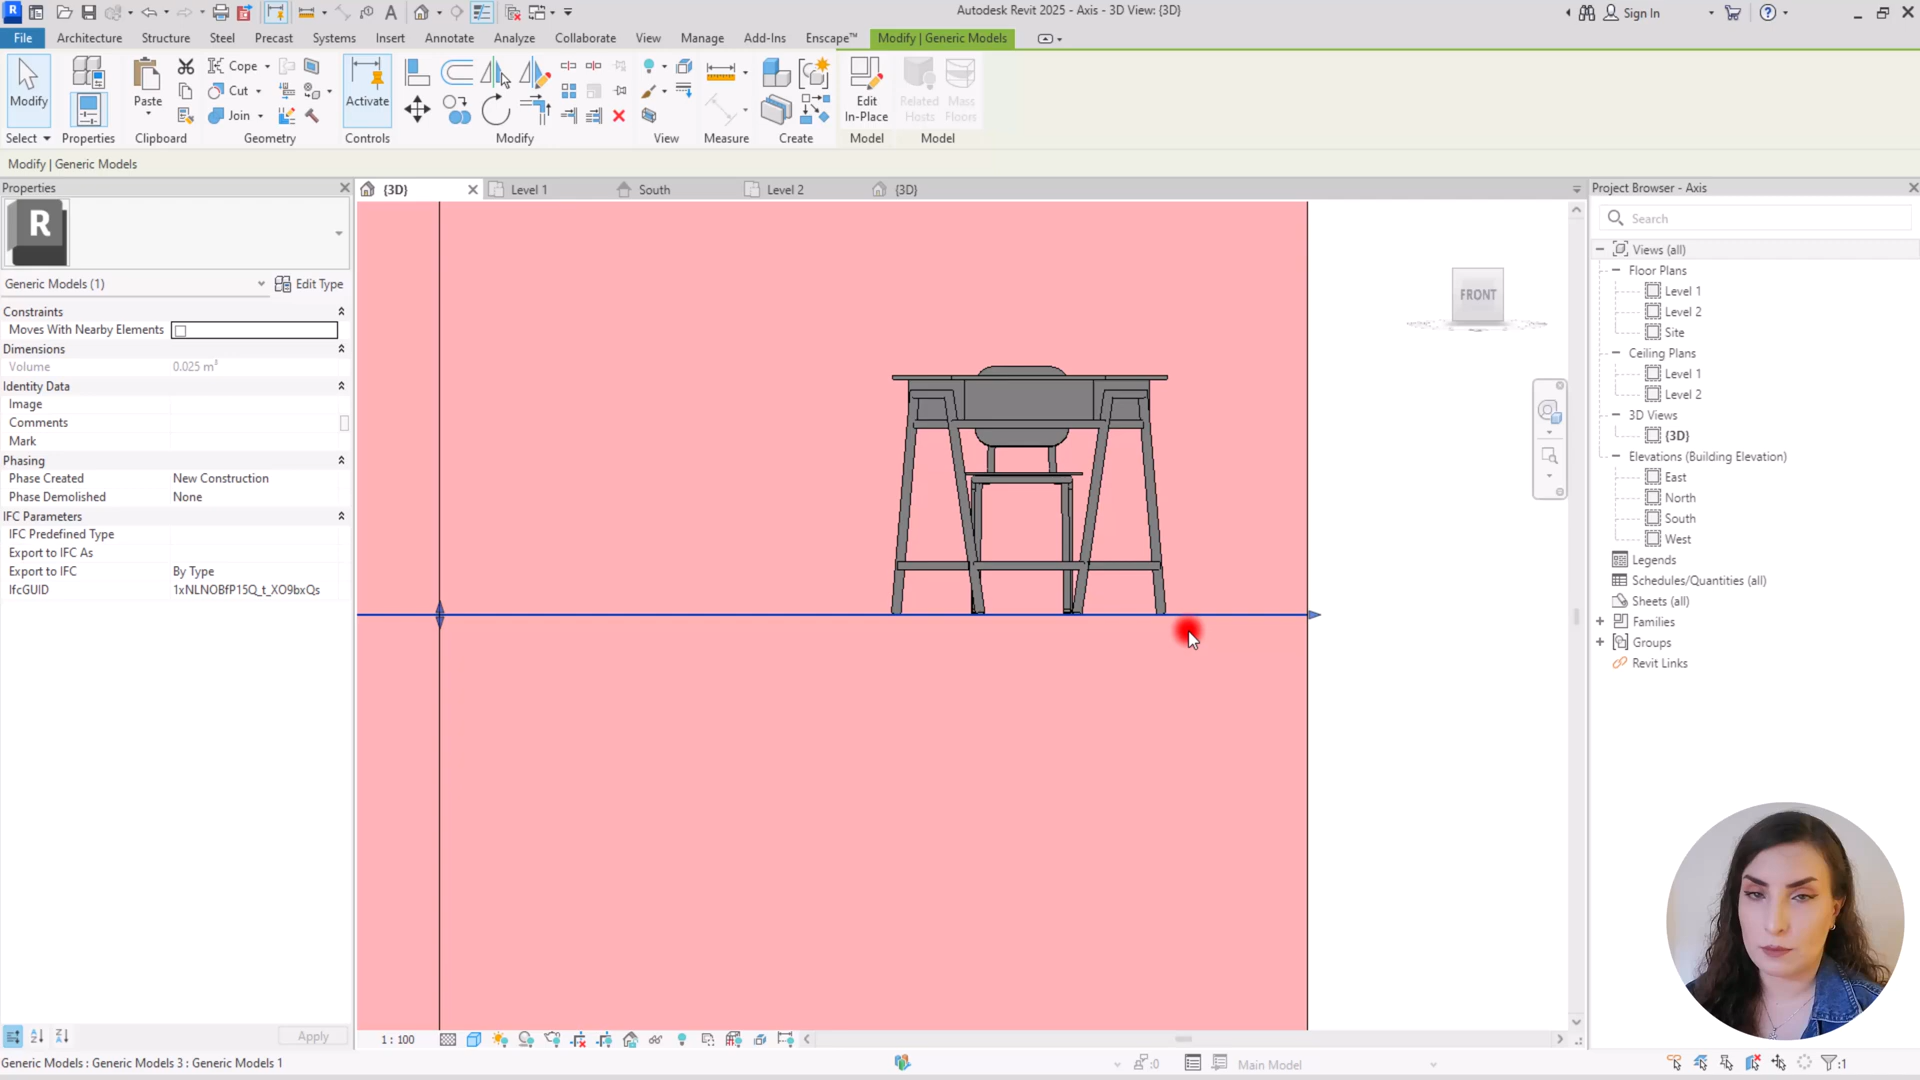 Autodesk Revit 2025 - Axis - 3D View: {3D}
Sign In
File
Architecture
Structure
Steel
Precast
Systems
Insert
Annotate
Analyze
Collaborate
View
Manage
Add-Ins
Enscape™
Modify | Generic Models
Modify
Paste
Cope
Cut
Join
Activate
Edit
In-Place
Related
Hosts
Mass
Floors
Select
Properties
Clipboard
Geometry
Controls
Modify
View
Measure
Create
Model
Model
Modify | Generic Models
Properties
R
Generic Models (1)
Edit Type
Constraints
Moves With Nearby Elements
Dimensions
Volume 0.025 m³
Identity Data
Image
Comments
Mark
Phasing
Phase Created New Construction
Phase Demolished None
IFC Parameters
IFC Predefined Type
Export to IFC As
Export to IFC By Type
IfcGUID 1xNLNOBfP15Q_t_XO9bxQs
Apply
{3D}
Level 1
South
Level 2
{3D}
FRONT
1 : 100
Project Browser - Axis
Search
Views (all)
Floor Plans
Level 1
Level 2
Site
Ceiling Plans
Level 1
Level 2
3D Views
{3D}
Elevations (Building Elevation)
East
North
South
West
Legends
Schedules/Quantities (all)
Sheets (all)
Families
Groups
Revit Links
Generic Models : Generic Models 3 : Generic Models 1
:0
Main Model
:1